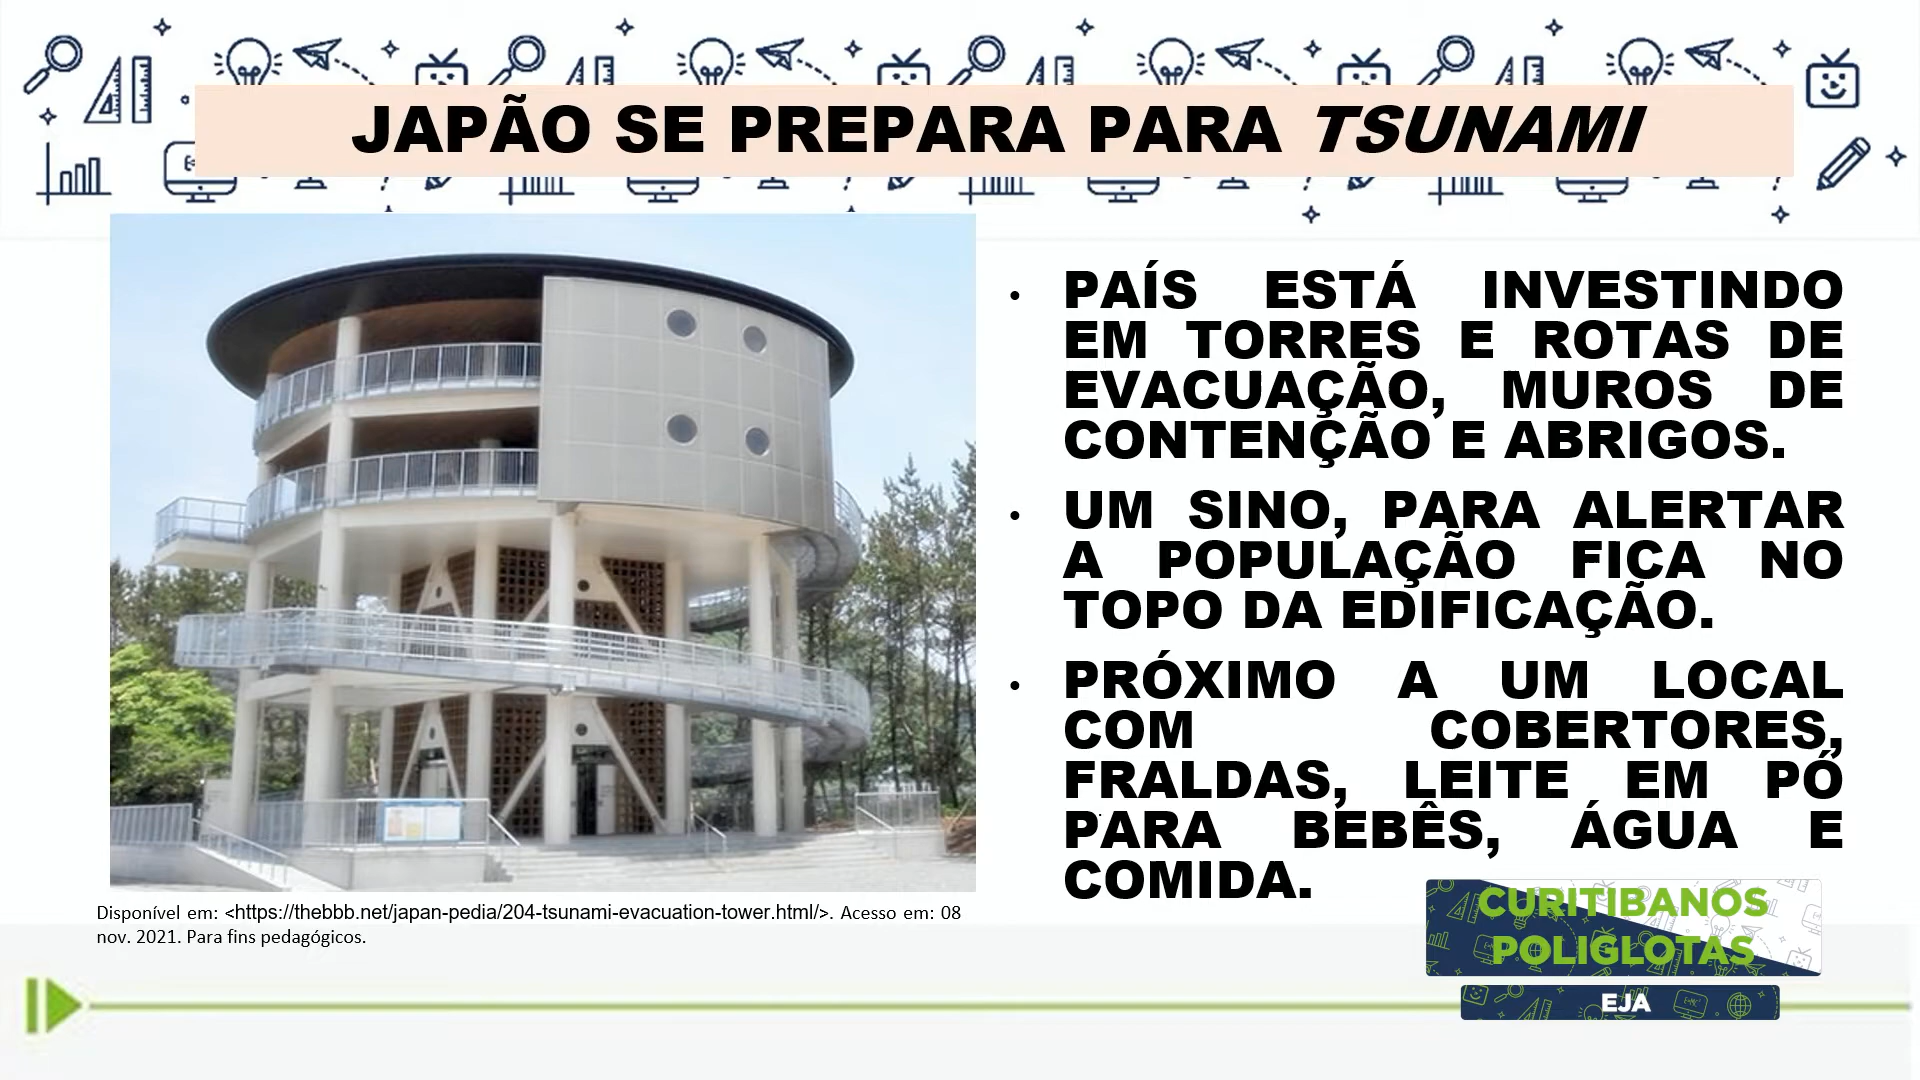 JAPÃO SE PREPARA PARA TSUNAMI
• PAÍS ESTÁ INVESTINDO
EM TORRES E ROTAS DE
EVACUAÇÃO, MUROS DE
CONTENÇÃO E ABRIGOS.
• UM SINO, PARA ALERTAR
A POPULAÇÃO FICA NO
TOPO DA EDIFICAÇÃO.
• PRÓXIMO A UM LOCAL
COM COBERTORES,
FRALDAS, LEITE EM PÓ
PARA BEBÊS, ÁGUA E
COMIDA.
Disponível em: <https://thebbb.net/japan-pedia/204-tsunami-evacuation-tower.html/>. Acesso em: 08
nov. 2021. Para fins pedagógicos.
CURITIBANOS
POLIGLOTAS
EJA